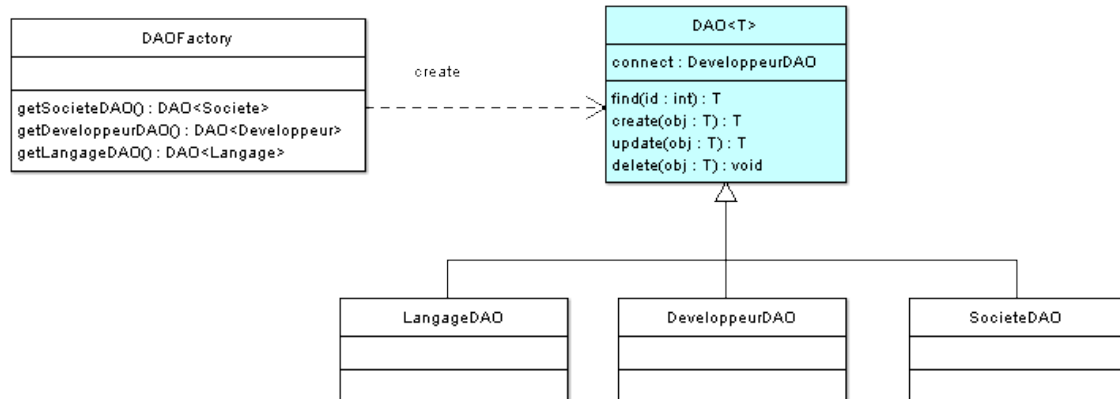 DAOFactory
getSocieteDAO() : DAO<Societe>
getDeveloppeurDAO() : DAO<Developpeur>
getLangageDAO() : DAO<Langage>
create
DAO<T>
connect : DeveloppeurDAO
find(id : int) : T
create(obj : T) : T
update(obj : T) : T
delete(obj : T) : void
LangageDAO
DeveloppeurDAO
SocieteDAO